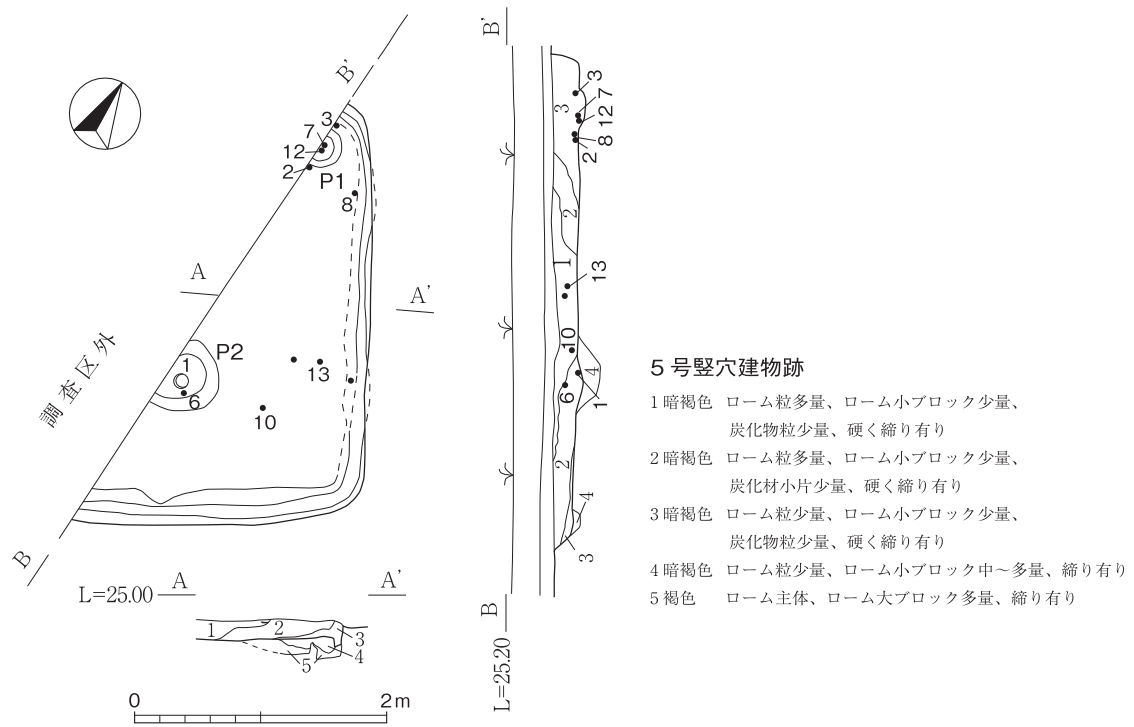 B'
3
7
12
2
P1
8
A
A'
調査区外
P2
1
6
13
10
B
L=25.00
A
A'
1
2
3
4
5
0
2m
B'
3
3
7
12
8
2
2
1
13
10
4
6
1
2
4
3
B
L=25.20
5号竪穴建物跡
1暗褐色 ローム粒多量、ローム小ブロック少量、
炭化物粒少量、硬く締り有り
2暗褐色 ローム粒多量、ローム小ブロック少量、
炭化材小片少量、硬く締り有り
3暗褐色 ローム粒少量、ローム小ブロック少量、
炭化物粒少量、硬く締り有り
4暗褐色 ローム粒少量、ローム小ブロック中～多量、締り有り
5褐色 ローム主体、ローム大ブロック多量、締り有り